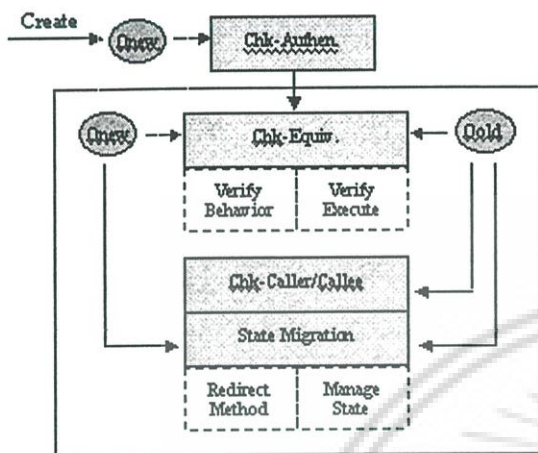 Create
Onew
Chk-Authen.
Onew
Chk-Equiv.
Oold
Verify Behavior
Verify Execute
Chk-Caller/Callee
State Migration
Redirect Method
Manage State